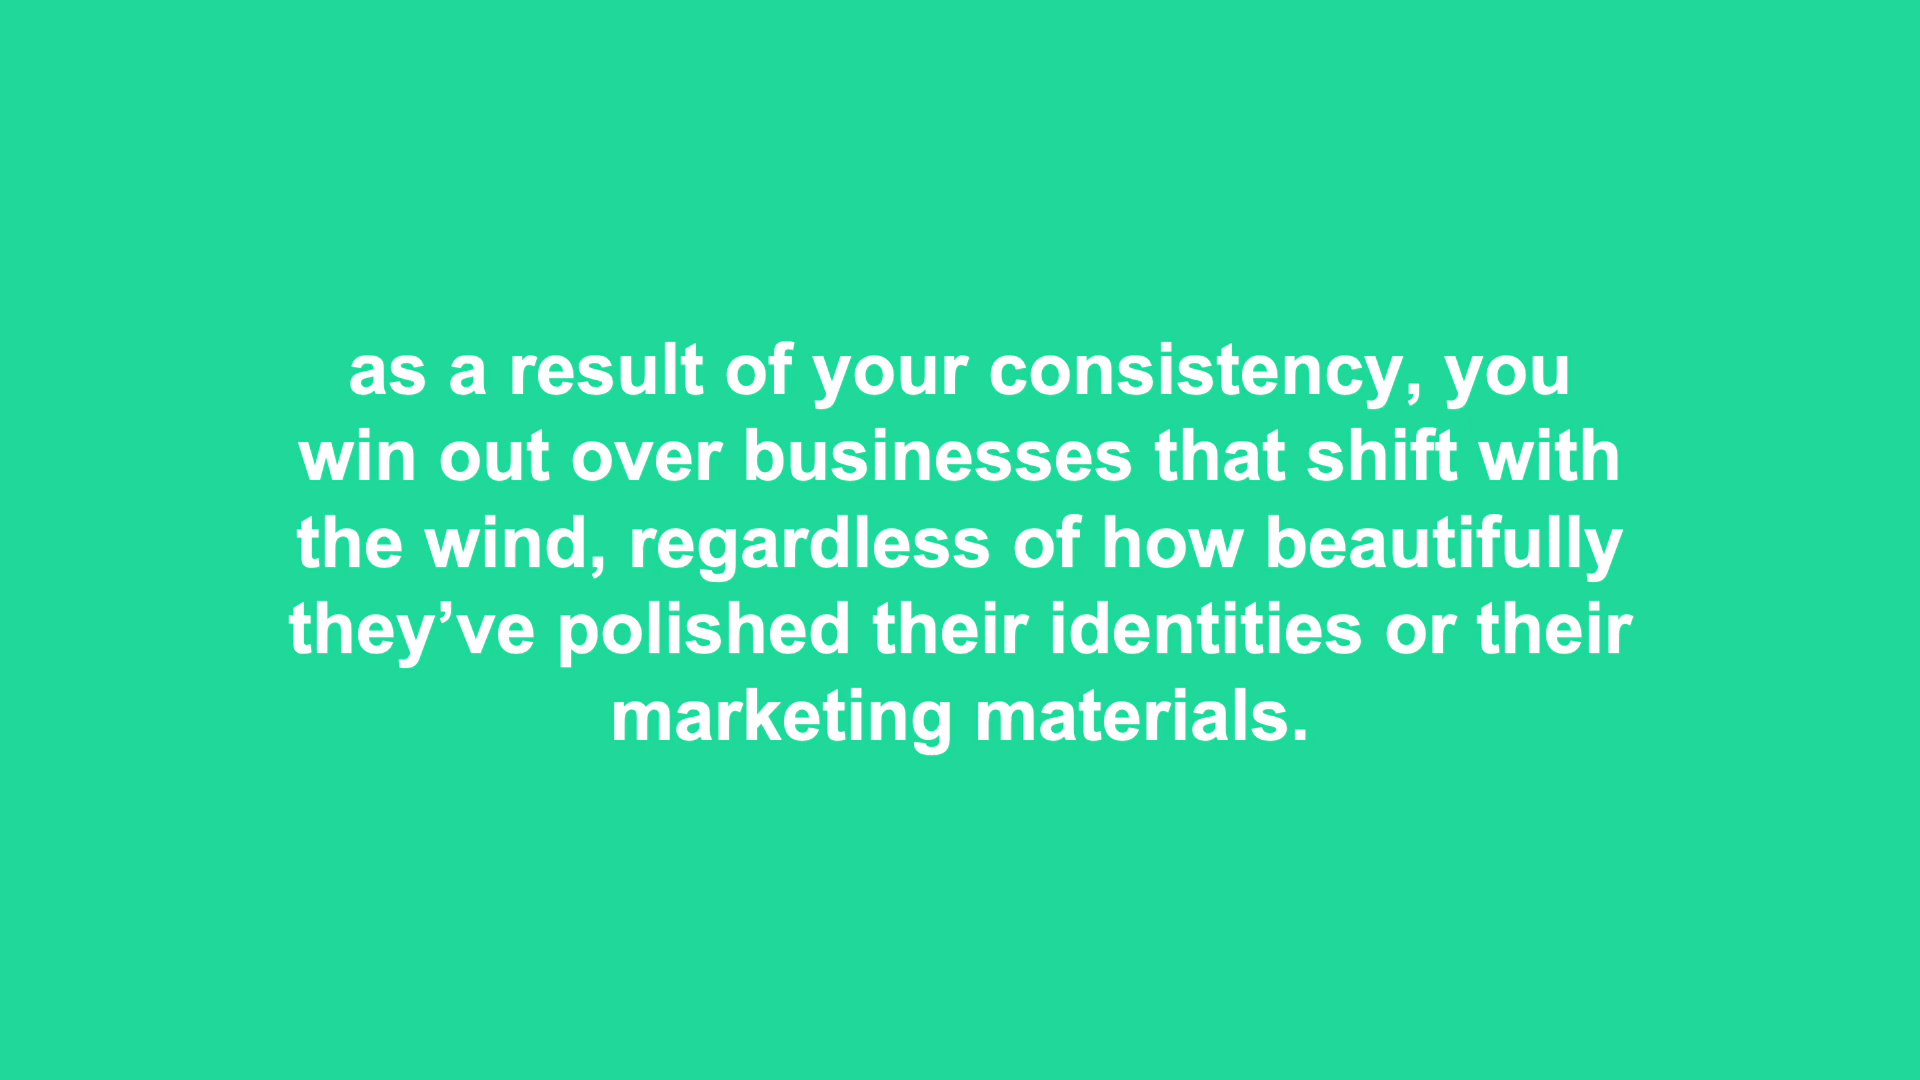 as a result of your consistency, you
win out over businesses that shift with
the wind, regardless of how beautifully
they’ve polished their identities or their
marketing materials.